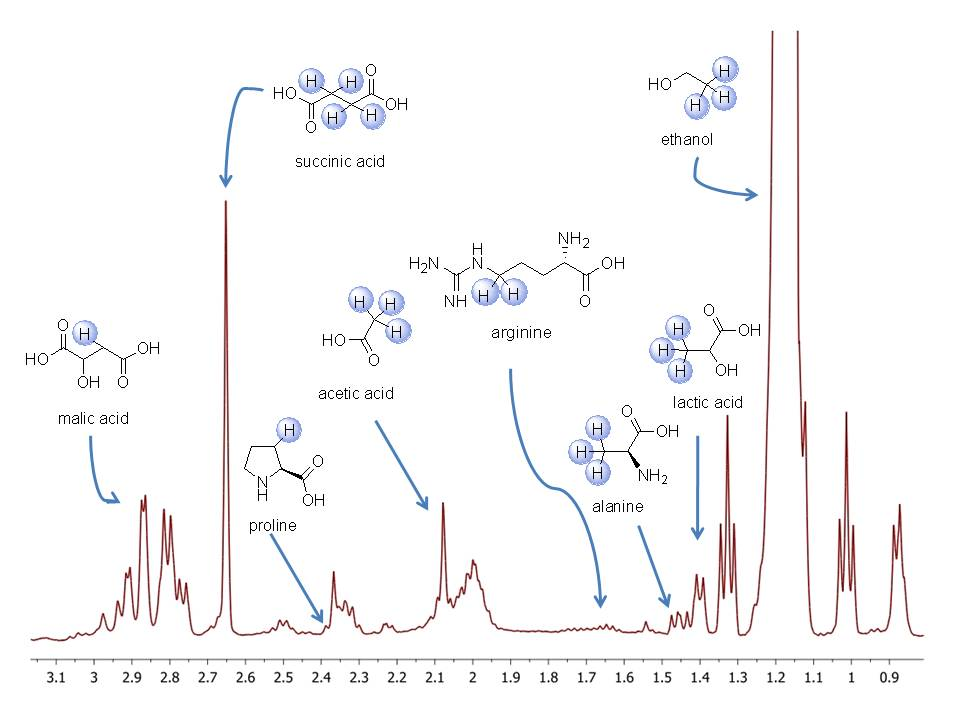 H H O
HO OH
O H H
succinic acid
H
HO H
H
ethanol
NH2
H
H2N N OH
NH H H O
arginine
H H
H
HO
O
acetic acid
O H OH
HO
OH O
malic acid
O
H OH
H
H OH
lactic acid
H
O
N OH
H
proline
O
H OH
H
H NH2
alanine
3.1 3 2.9 2.8 2.7 2.6 2.5 2.4 2.3 2.2 2.1 2 1.9 1.8 1.7 1.6 1.5 1.4 1.3 1.2 1.1 1 0.9